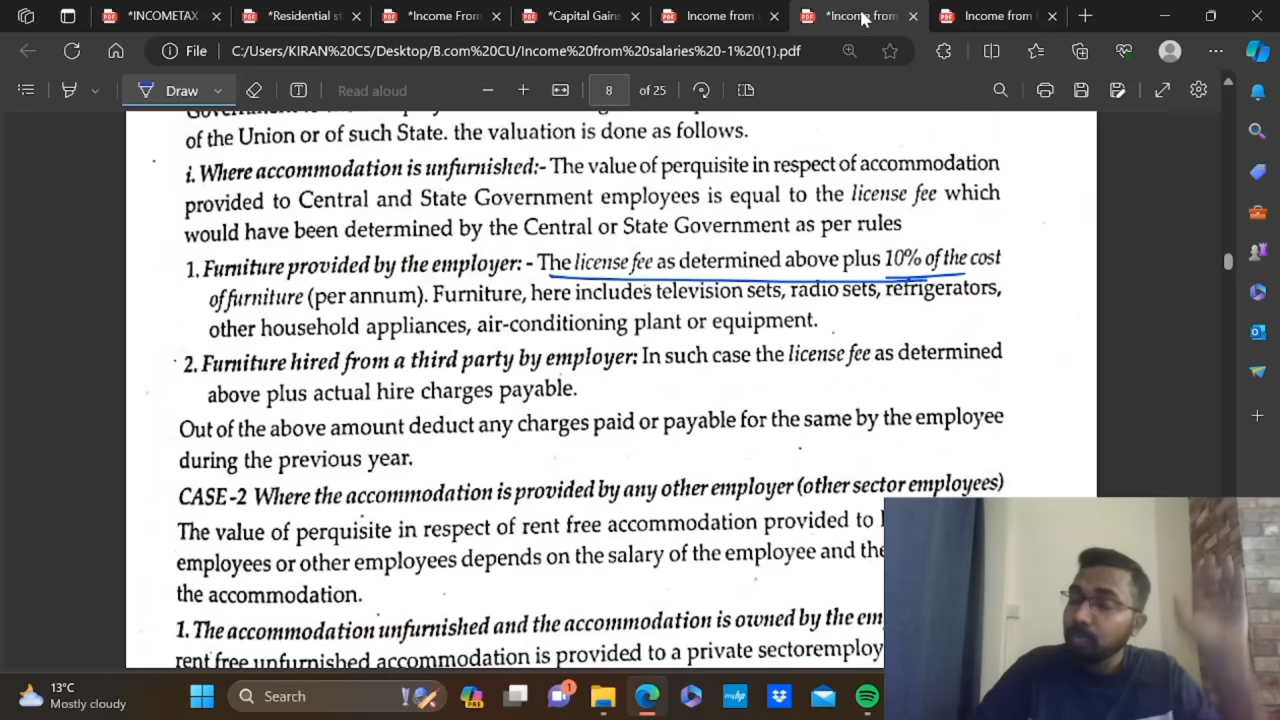 *INCOMETAX
*Residential st
*Income From
*Capital Gains
Income from
*Income from
Income from
File
C:/Users/KIRAN%20CS/Desktop/B.com%20CU/Income%20from%20salaries%20-1%20(1).pdf
Draw
Read aloud
8
of 25
of the Union or of such State. the valuation is done as follows.
i. Where accommodation is unfurnished:- The value of perquisite in respect of accommodation
provided to Central and State Government employees is equal to the license fee which
would have been determined by the Central or State Government as per rules
1. Furniture provided by the employer: - The license fee as determined above plus 10% of the cost
of furniture (per annum). Furniture, here includes television sets, radio sets, refrigerators,
other household appliances, air-conditioning plant or equipment.
2. Furniture hired from a third party by employer: In such case the license fee as determined
above plus actual hire charges payable.
Out of the above amount deduct any charges paid or payable for the same by the employee
during the previous year.
CASE-2 Where the accommodation is provided by any other employer (other sector employees)
The value of perquisite in respect of rent free accommodation provided to
employees or other employees depends on the salary of the employee and the
the accommodation.
1. The accommodation unfurnished and the accommodation is owned by the em
rent free unfurnished accommodation is provided to a private sectoremploy
13°C
Mostly cloudy
Search
PRE
1